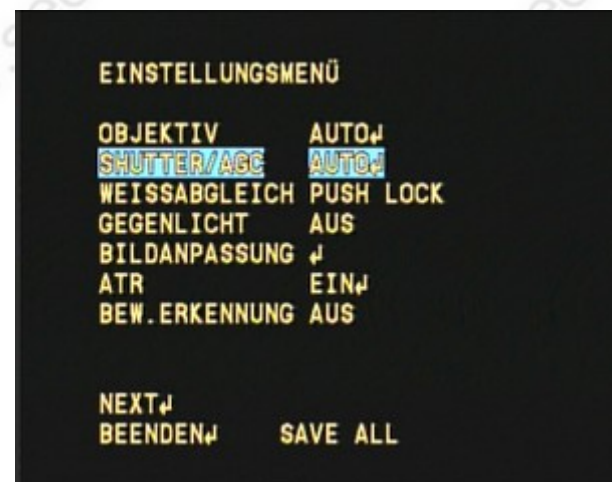 EINSTELLUNGSMENÜ
OBJEKTIV AUTO↵
SHUTTER/AGC AUTO↵
WEISSABGLEICH PUSH LOCK
GEGENLICHT AUS
BILDANPASSUNG ↵
ATR EIN↵
BEW.ERKENNUNG AUS
NEXT↵
BEENDEN↵ SAVE ALL